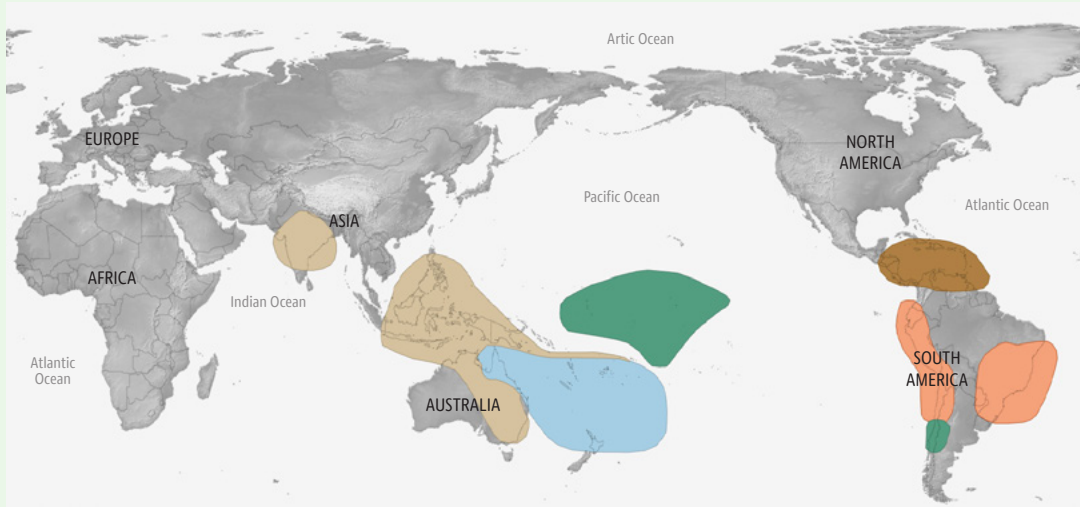 Artic Ocean
EUROPE
NORTH
AMERICA
Pacific Ocean
Atlantic Ocean
ASIA
AFRICA
Indian Ocean
Atlantic
Ocean
SOUTH
AMERICA
AUSTRALIA